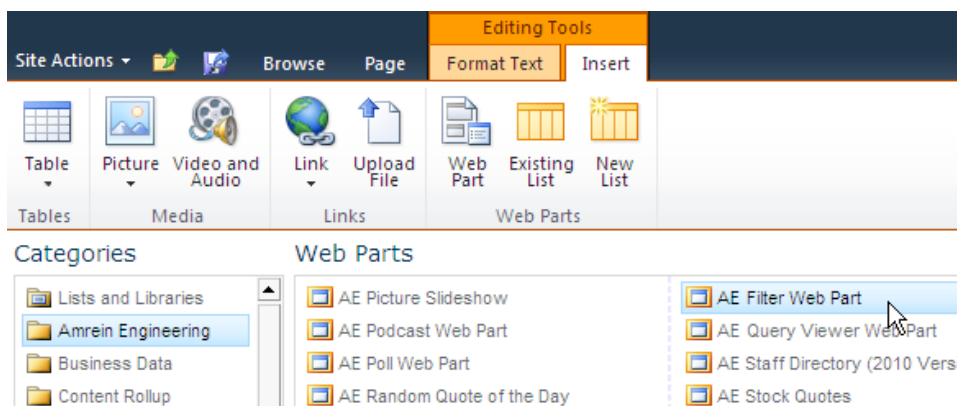 Editing Tools
Site Actions Browse Page Format Text Insert
Table Picture Video and Audio Link Upload File Web Part Existing List New List
Tables Media Links Web Parts
Categories Web Parts
Lists and Libraries AE Picture Slideshow AE Filter Web Part
Amrein Engineering AE Podcast Web Part AE Query Viewer Web Part
Business Data AE Poll Web Part AE Staff Directory (2010 Vers
Content Rollup AE Random Quote of the Day AE Stock Quotes